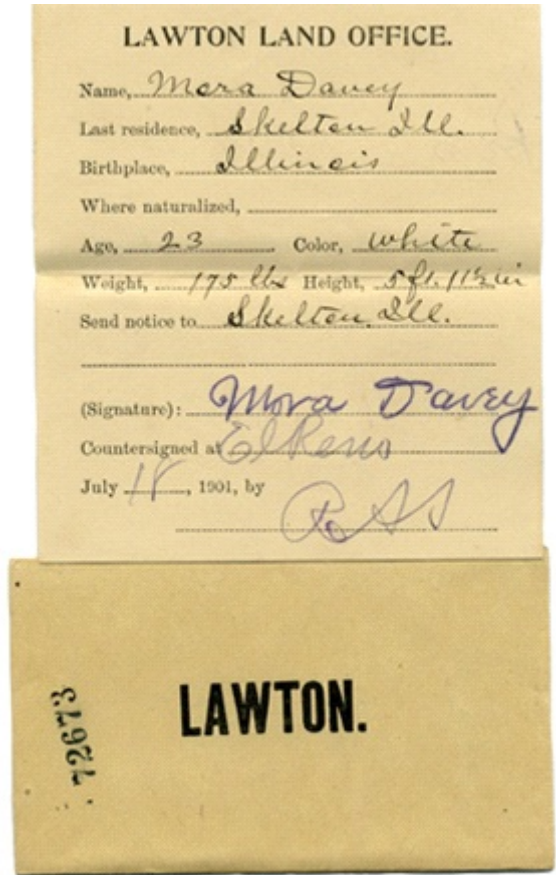 LAWTON LAND OFFICE.
Name, Mora Davey
Last residence, Skelton Ill.
Birthplace, Illinois
Where naturalized,
Age, 23 Color, white
Weight, 175 lbs Height, 5 ft. 11½ in
Send notice to Skelton, Ill.
(Signature): Mora Davey
Countersigned at El Reno
July 18, 1901, by
LAWTON.
72673